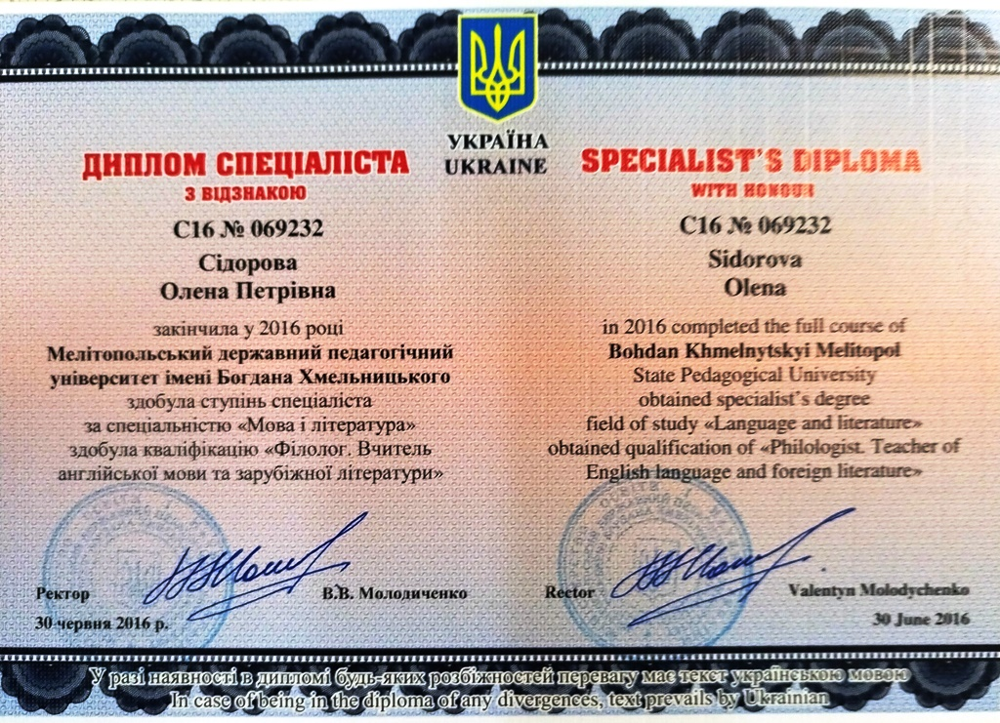 УКРАЇНА
UKRAINE
ДИПЛОМ СПЕЦІАЛІСТА
З ВІДЗНАКОЮ
С16 № 069232
Сідорова
Олена Петрівна
закінчила у 2016 році
Мелітопольський державний педагогічний
університет імені Богдана Хмельницького
здобула ступінь спеціаліста
за спеціальністю «Мова і література»
здобула кваліфікацію «Філолог. Вчитель
англійської мови та зарубіжної літератури»
Ректор
В.В. Молодиченко
30 червня 2016 р.
SPECIALIST'S DIPLOMA
WITH HONOUR
C16 № 069232
Sidorova
Olena
in 2016 completed the full course of
Bohdan Khmelnytskyi Melitopol
State Pedagogical University
obtained specialist's degree
field of study «Language and literature»
obtained qualification of «Philologist. Teacher of
English language and foreign literature»
Rector
Valentyn Molodychenko
30 June 2016
У разі наявності в дипломі будь-яких розбіжностей перевагу має текст українською мовою
In case of being in the diploma of any divergences, text prevails by Ukrainian